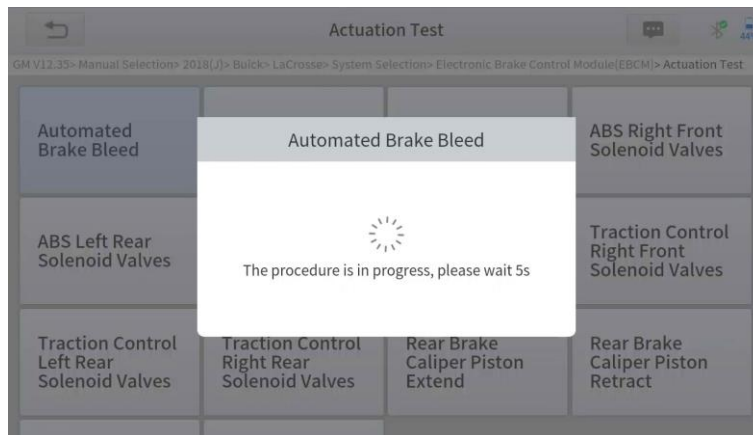 Actuation Test
44%
GM V12.35> Manual Selection> 2018(J)> Buick> LaCrosse> System Selection> Electronic Brake Control Module(EBCM)> Actuation Test
Automated
Brake Bleed
Automated Brake Bleed
ABS Right Front
Solenoid Valves
ABS Left Rear
Solenoid Valves
The procedure is in progress, please wait 5s
Traction Control
Right Front
Solenoid Valves
Traction Control
Left Rear
Solenoid Valves
Traction Control
Right Rear
Solenoid Valves
Rear Brake
Caliper Piston
Extend
Rear Brake
Caliper Piston
Retract